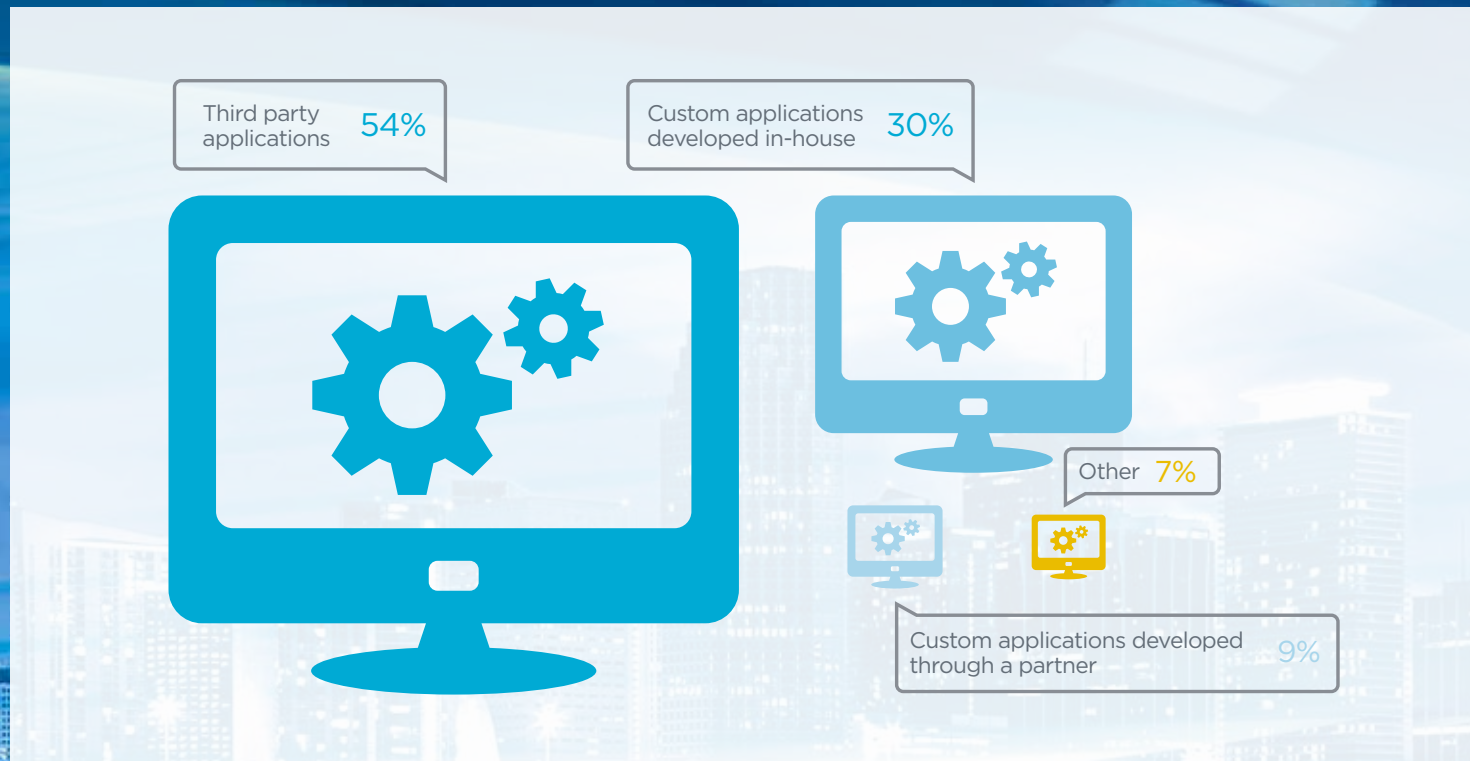 Third party
applications
54%
Custom applications
developed in-house
30%
Other 7%
Custom applications developed
through a partner
9%